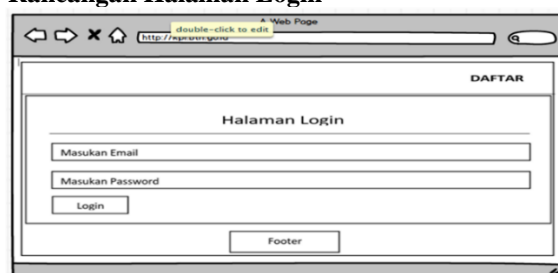 Rancangan Halaman Login
A Web Page
double-click to edit
DAFTAR
Halaman Login
Masukan Email
Masukan Password
Login
Footer